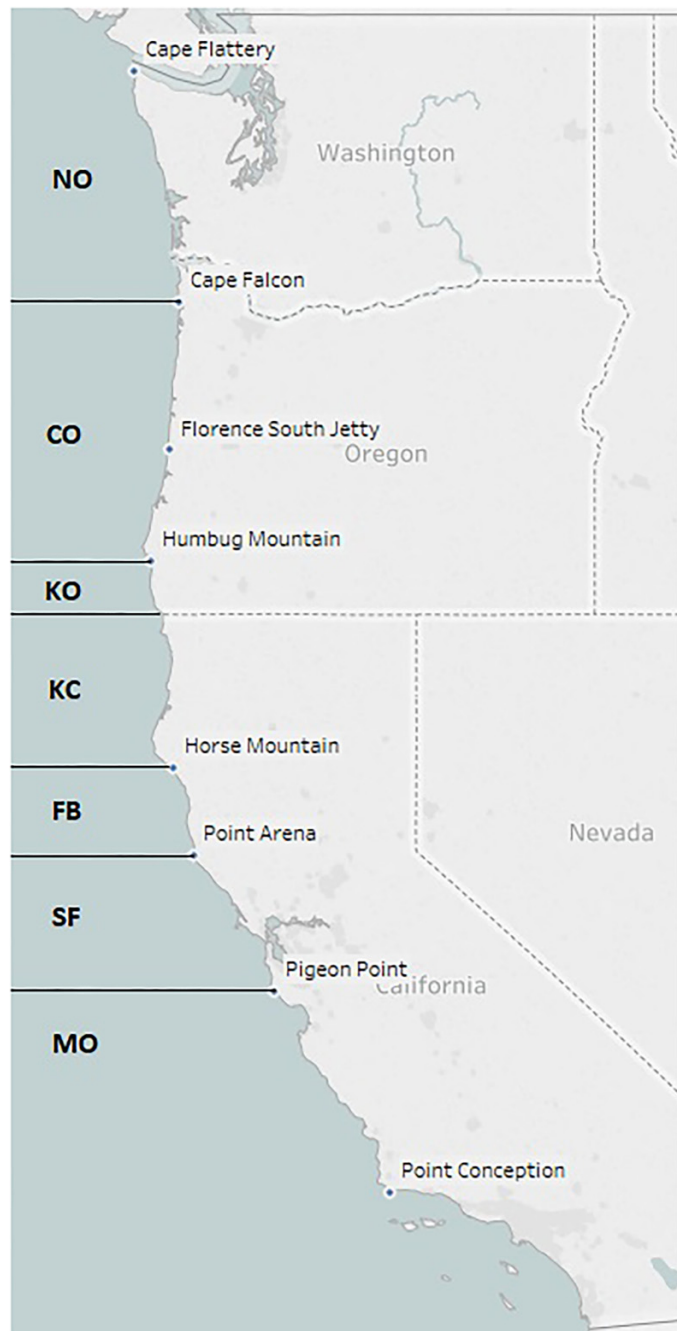 Cape Flattery
Washington
NO
Cape Falcon
CO
Florence South Jetty
Oregon
Humbug Mountain
KO
KC
Horse Mountain
FB
Point Arena
Nevada
SF
Pigeon Point
California
MO
Point Conception